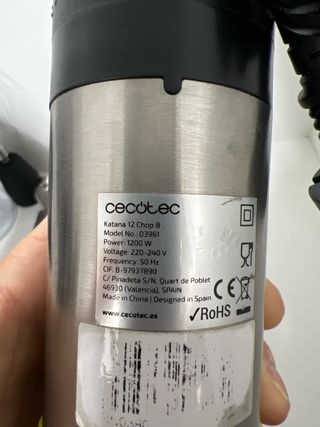 cecotec
Katana 12 Chop B
Model No.: 03961
Power: 1200 W
Voltage: 220-240 V
Frequency: 50 Hz
CIF: B-97937890
C/ Pinadeta S/N, Quart de Poblet
46930 (Valencia), SPAIN
Made in China | Designed in Spain
www.cecotec.es
CE
✓RoHS